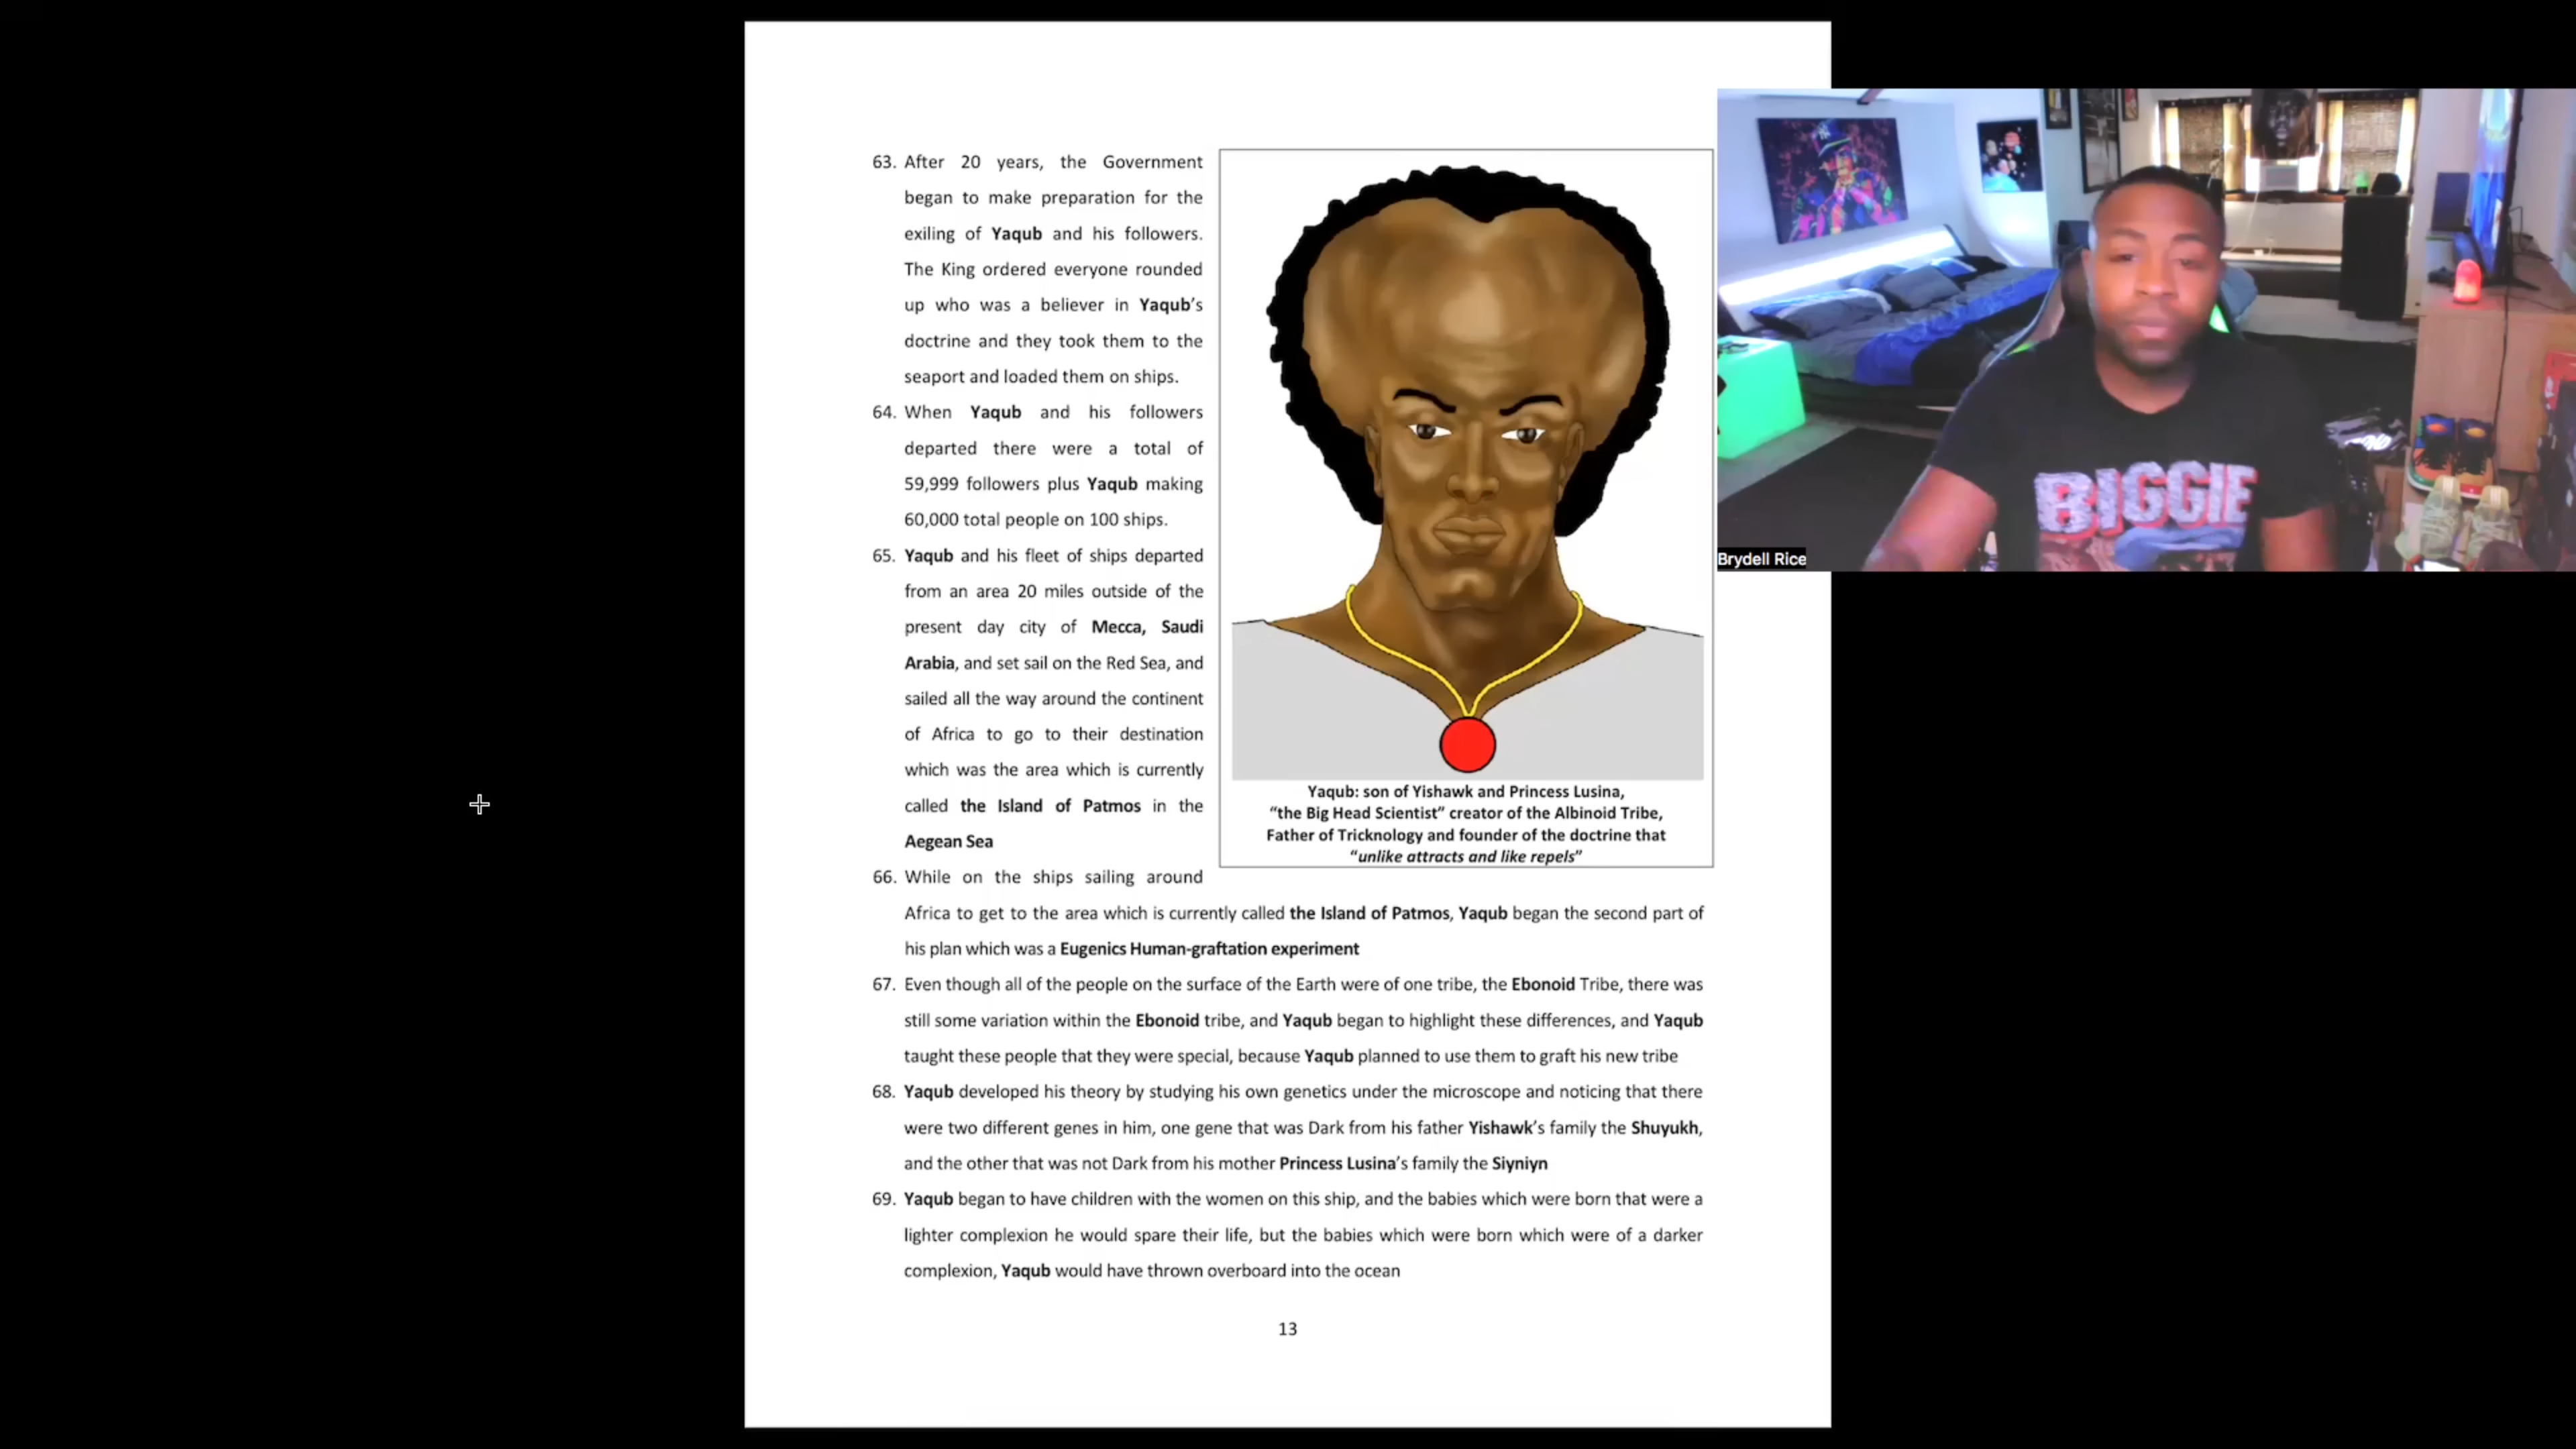 63. After 20 years, the Government
began to make preparation for the
exiling of Yaqub and his followers.
The King ordered everyone rounded
up who was a believer in Yaqub's
doctrine and they took them to the
seaport and loaded them on ships.
64. When Yaqub and his followers
departed there were a total of
59,999 followers plus Yaqub making
60,000 total people on 100 ships.
65. Yaqub and his fleet of ships departed
from an area 20 miles outside of the
present day city of Mecca, Saudi
Arabia, and set sail on the Red Sea, and
sailed all the way around the continent
of Africa to go to their destination
which was the area which is currently
called the Island of Patmos in the
Aegean Sea
Yaqub: son of Yishawk and Princess Lusina,
“the Big Head Scientist” creator of the Albinoid Tribe,
Father of Tricknology and founder of the doctrine that
“unlike attracts and like repels”
66. While on the ships sailing around
Africa to get to the area which is currently called the Island of Patmos, Yaqub began the second part of
his plan which was a Eugenics Human-graftation experiment
67. Even though all of the people on the surface of the Earth were of one tribe, the Ebonoid Tribe, there was
still some variation within the Ebonoid tribe, and Yaqub began to highlight these differences, and Yaqub
taught these people that they were special, because Yaqub planned to use them to graft his new tribe
68. Yaqub developed his theory by studying his own genetics under the microscope and noticing that there
were two different genes in him, one gene that was Dark from his father Yishawk's family the Shuyukh,
and the other that was not Dark from his mother Princess Lusina's family the Siyniyn
69. Yaqub began to have children with the women on this ship, and the babies which were born that were a
lighter complexion he would spare their life, but the babies which were born which were of a darker
complexion, Yaqub would have thrown overboard into the ocean
13
BIGGIE
Brydell Rice